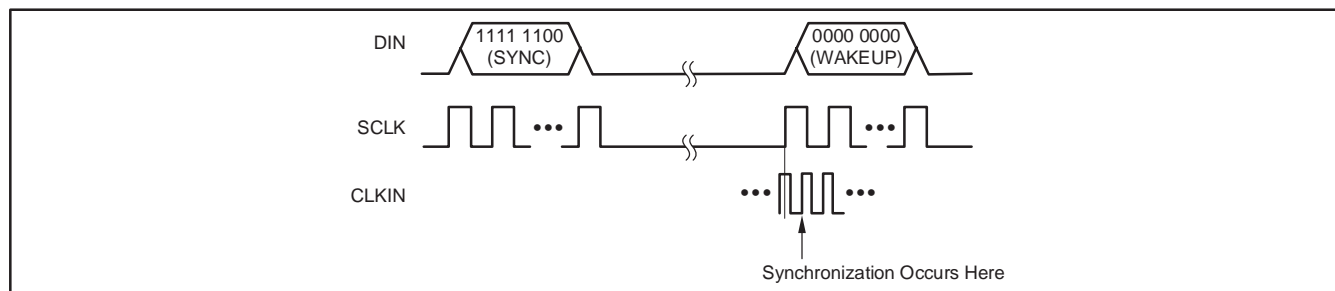 DIN
1111 1100
(SYNC)
0000 0000
(WAKEUP)
SCLK
CLKIN
Synchronization Occurs Here